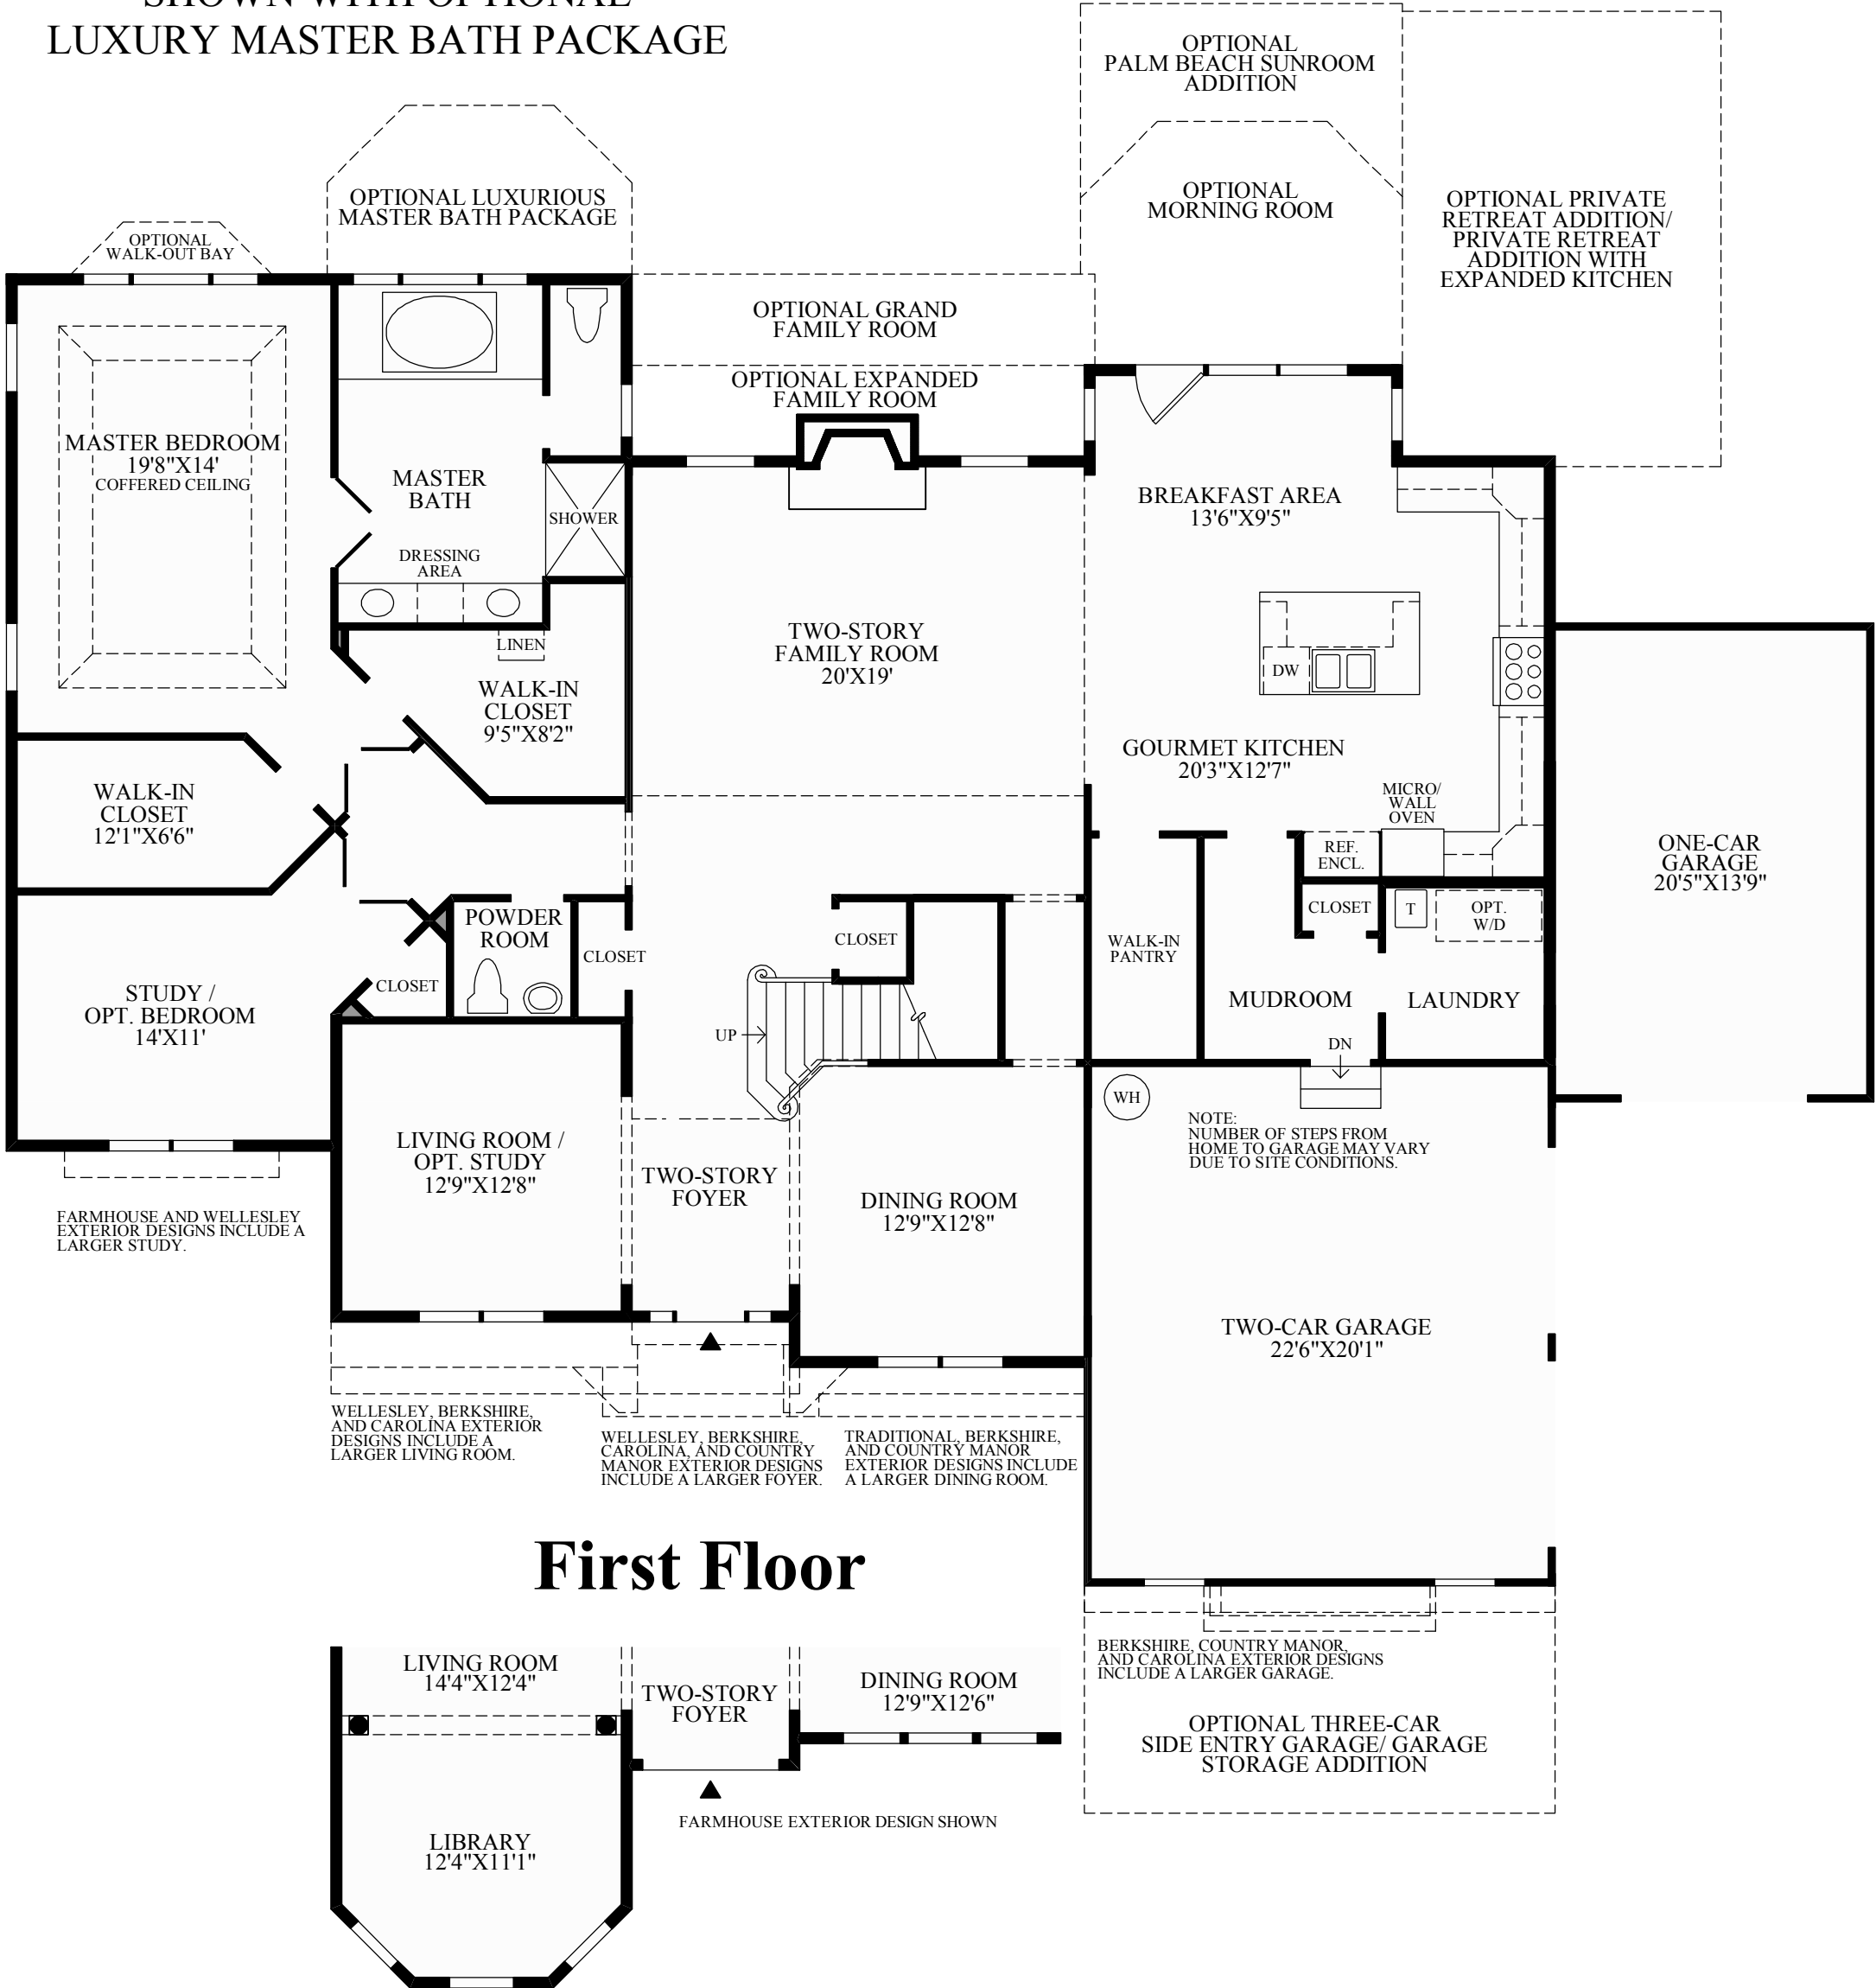 SHOWN WITH OPTIONAL
LUXURY MASTER BATH PACKAGE
OPTIONAL
PALM BEACH SUNROOM
ADDITION
OPTIONAL LUXURIOUS
MASTER BATH PACKAGE
OPTIONAL
MORNING ROOM
OPTIONAL PRIVATE
RETREAT ADDITION/
PRIVATE RETREAT
ADDITION WITH
EXPANDED KITCHEN
OPTIONAL
WALK-OUT BAY
OPTIONAL GRAND
FAMILY ROOM
OPTIONAL EXPANDED
FAMILY ROOM
MASTER BEDROOM
19'8"X14'
COFFERED CEILING
MASTER
BATH
SHOWER
DRESSING
AREA
LINEN
WALK-IN
CLOSET
9'5"X8'2"
TWO-STORY
FAMILY ROOM
20'X19'
BREAKFAST AREA
13'6"X9'5"
DW
GOURMET KITCHEN
20'3"X12'7"
MICRO/
WALL
OVEN
REF.
ENCL.
WALK-IN
CLOSET
12'1"X6'6"
ONE-CAR
GARAGE
20'5"X13'9"
POWDER
ROOM
CLOSET
CLOSET
CLOSET
WALK-IN
PANTRY
CLOSET
T
OPT.
W/D
STUDY /
OPT. BEDROOM
14'X11'
MUDROOM
LAUNDRY
UP
DN
WH
NOTE:
NUMBER OF STEPS FROM
HOME TO GARAGE MAY VARY
DUE TO SITE CONDITIONS.
LIVING ROOM /
OPT. STUDY
12'9"X12'8"
TWO-STORY
FOYER
DINING ROOM
12'9"X12'8"
FARMHOUSE AND WELLESLEY
EXTERIOR DESIGNS INCLUDE A
LARGER STUDY.
TWO-CAR GARAGE
22'6"X20'1"
WELLESLEY, BERKSHIRE,
AND CAROLINA EXTERIOR
DESIGNS INCLUDE A
LARGER LIVING ROOM.
WELLESLEY, BERKSHIRE,
CAROLINA, AND COUNTRY
MANOR EXTERIOR DESIGNS
INCLUDE A LARGER FOYER.
TRADITIONAL, BERKSHIRE,
AND COUNTRY MANOR
EXTERIOR DESIGNS INCLUDE
A LARGER DINING ROOM.
First Floor
BERKSHIRE, COUNTRY MANOR,
AND CAROLINA EXTERIOR DESIGNS
INCLUDE A LARGER GARAGE.
LIVING ROOM
14'4"X12'4"
TWO-STORY
FOYER
DINING ROOM
12'9"X12'6"
OPTIONAL THREE-CAR
SIDE ENTRY GARAGE/ GARAGE
STORAGE ADDITION
FARMHOUSE EXTERIOR DESIGN SHOWN
LIBRARY
12'4"X11'1"